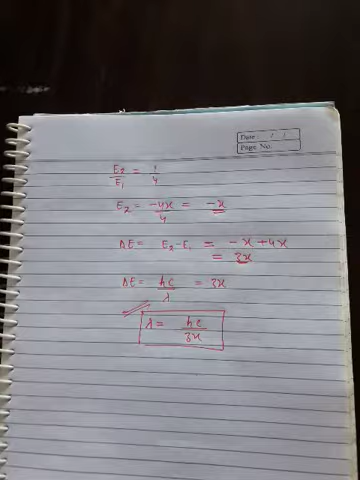 Date: / /
Page No.
E₂/E₁ = 1/4
E₂ = -4x/4 = -x
ΔE = E₂-E₁ = -x+4x
= 3x
ΔE = hc/λ = 3x
λ = hc/3x